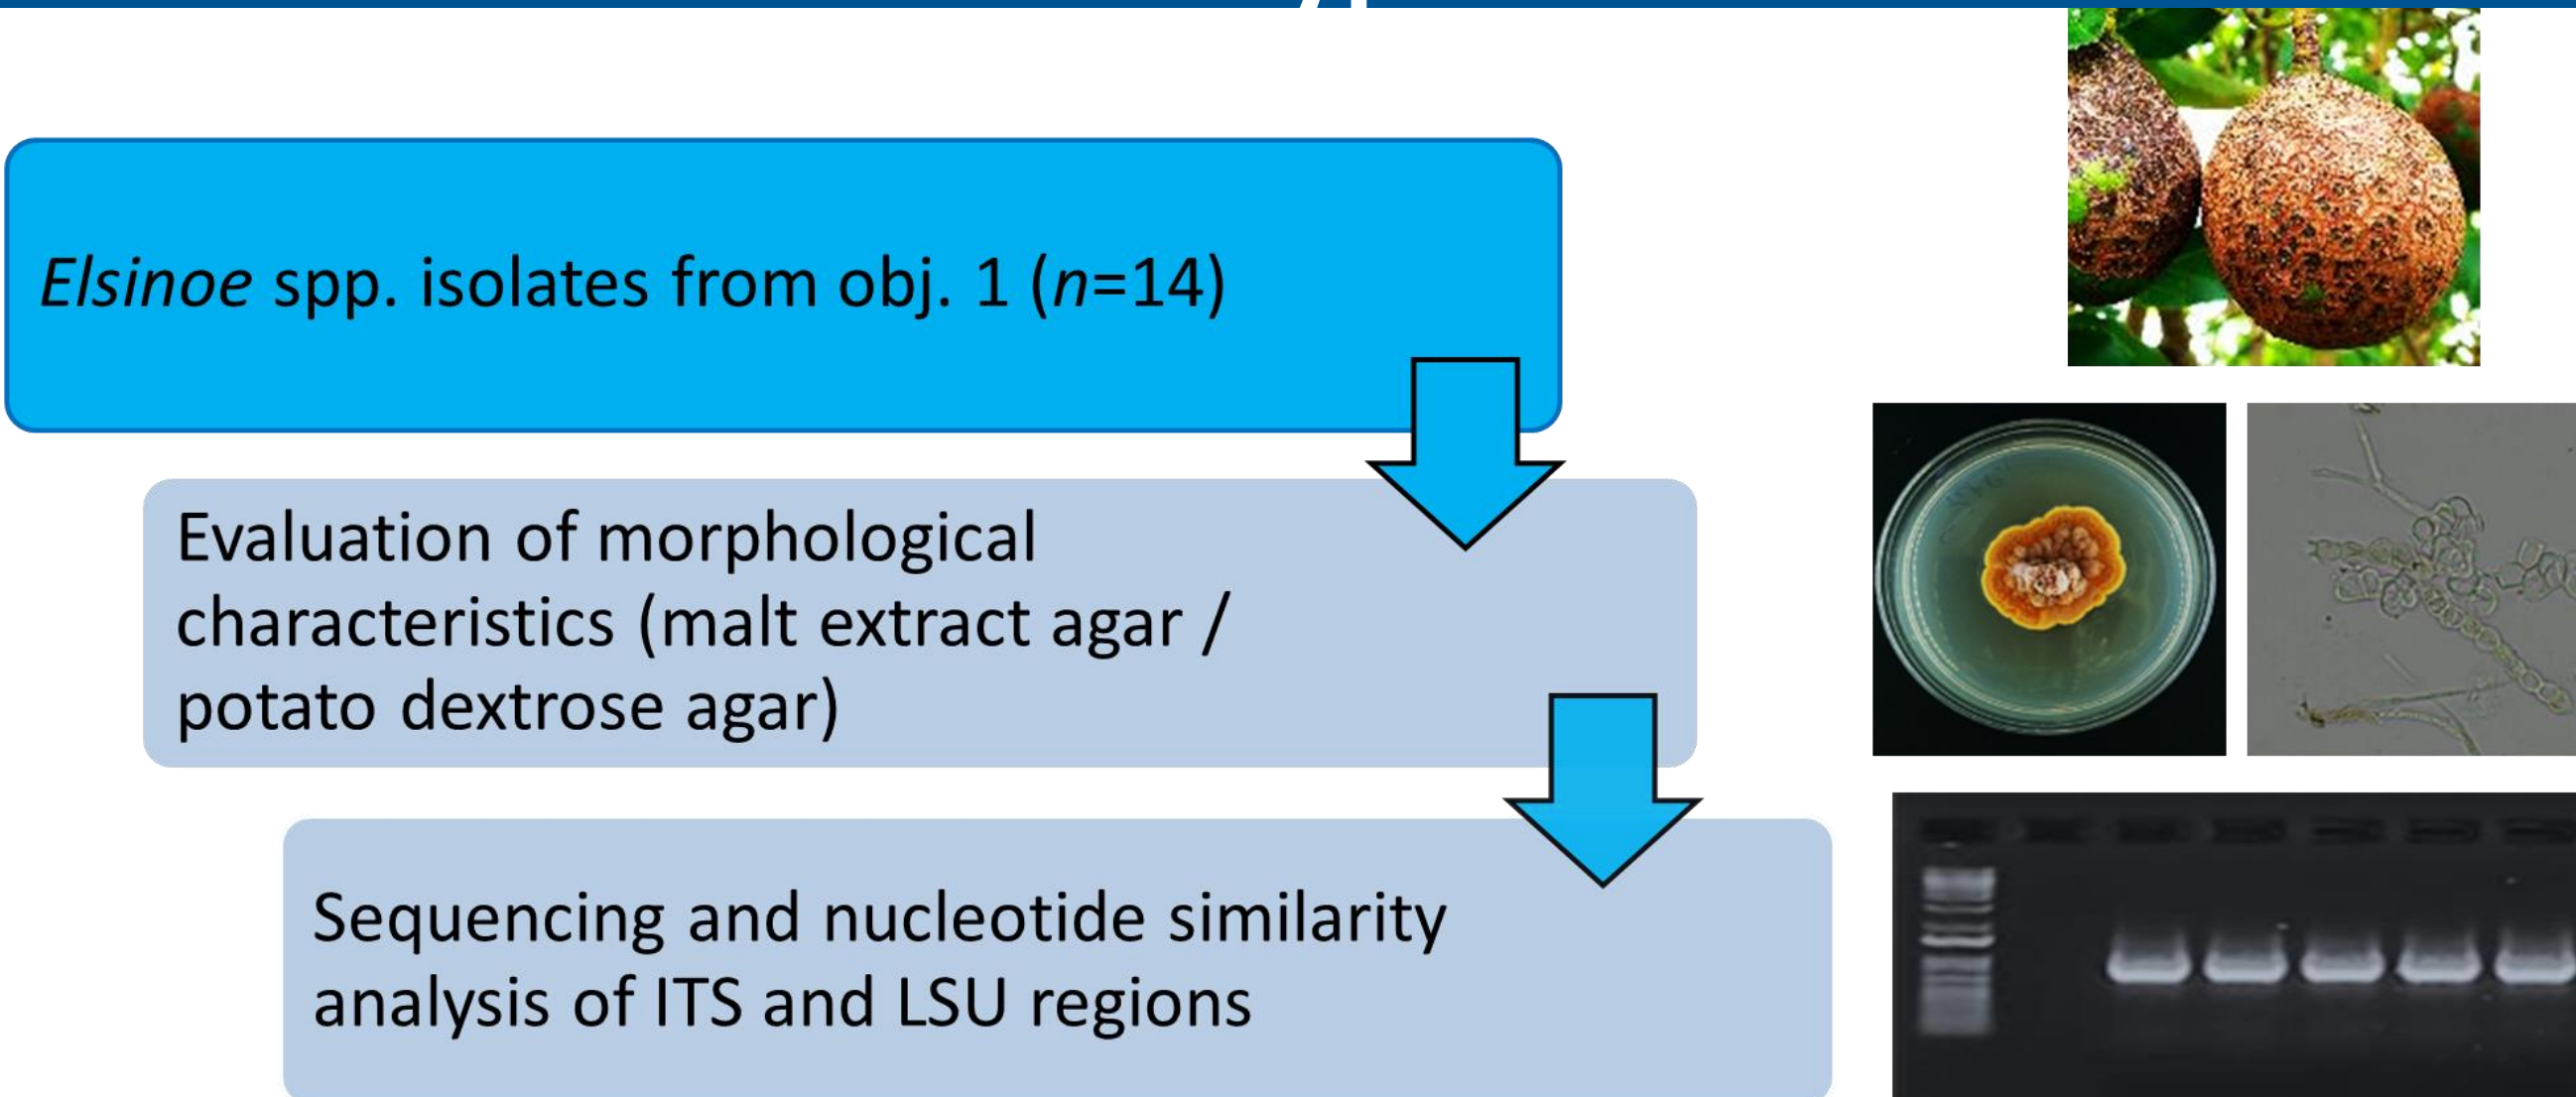 Elsinoe spp. isolates from obj. 1 (n=14)
Evaluation of morphological
characteristics (malt extract agar /
potato dextrose agar)
Sequencing and nucleotide similarity
analysis of ITS and LSU regions